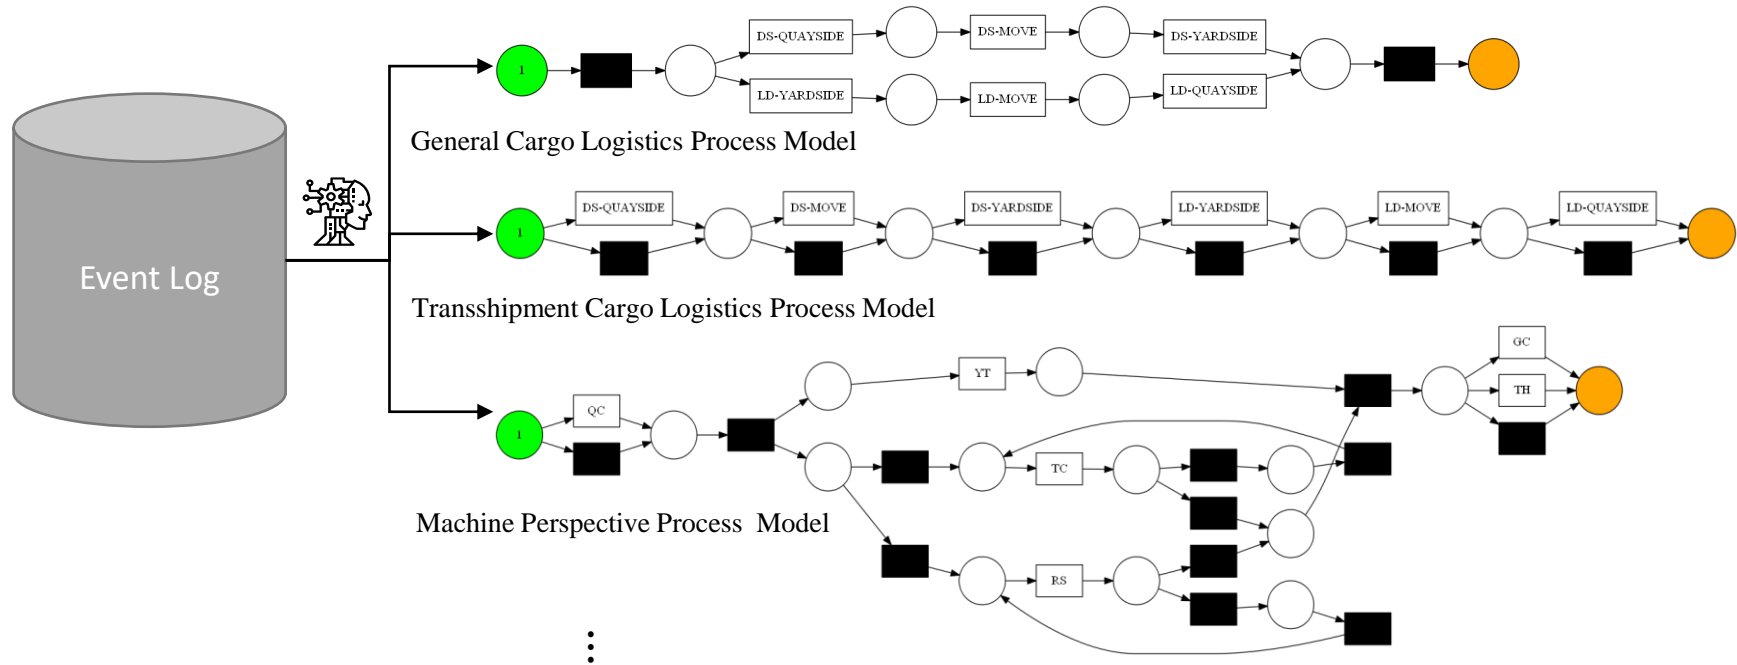 Event Log
1
DS-QUAYSIDE
DS-MOVE
DS-YARDSIDE
LD-YARDSIDE
LD-MOVE
LD-QUAYSIDE
General Cargo Logistics Process Model
1
DS-QUAYSIDE
DS-MOVE
DS-YARDSIDE
LD-YARDSIDE
LD-MOVE
LD-QUAYSIDE
Transshipment Cargo Logistics Process Model
1
QC
YT
TC
RS
GC
TH
Machine Perspective Process Model